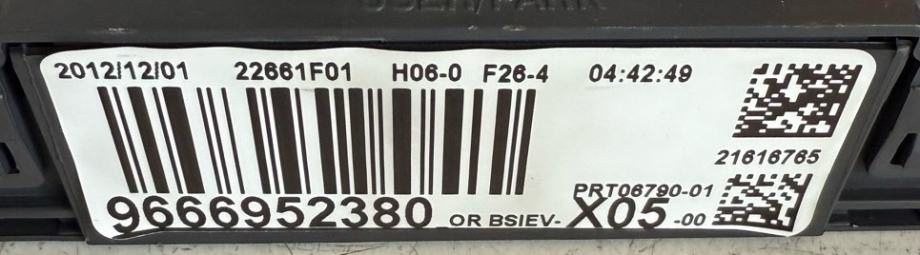 2012/12/01 22661F01 H06-0 F26-4 04:42:49
21616765
PRT06790-01
9666952380 OR BSIEV-X05-00